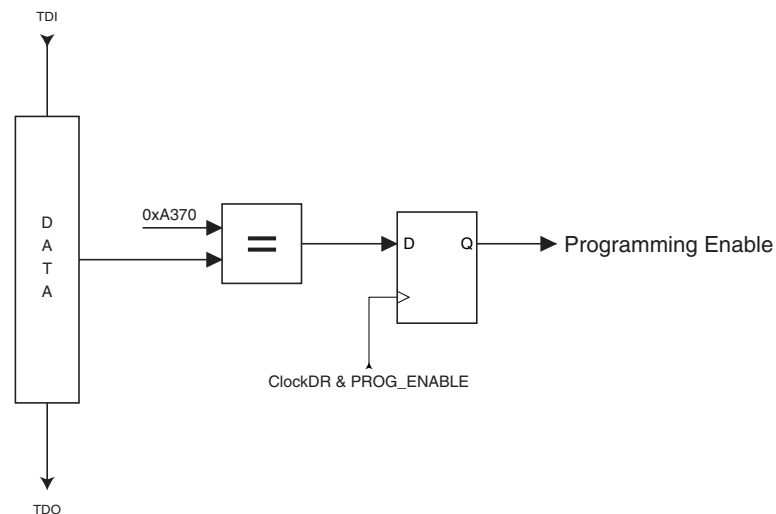 TDI
D
A
T
A
0xA370
=
D
Q
Programming Enable
ClockDR & PROG_ENABLE
TDO